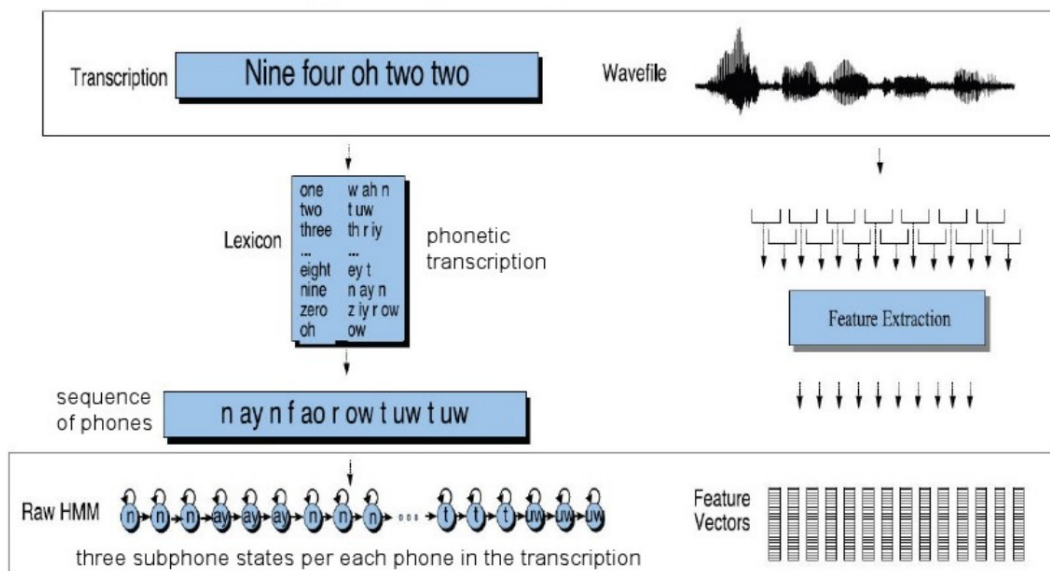 Transcription
Nine four oh two two
Wavefile
Lexicon
one w ah n
two t uw
three th r iy
... ...
eight ey t
nine n ay n
zero z iy r ow
oh ow
phonetic
transcription
Feature Extraction
sequence
of phones
n ay n f ao r ow t uw t uw
Raw HMM
n n n ay ay ay n n n ... t t t uw uw uw
three subphone states per each phone in the transcription
Feature
Vectors